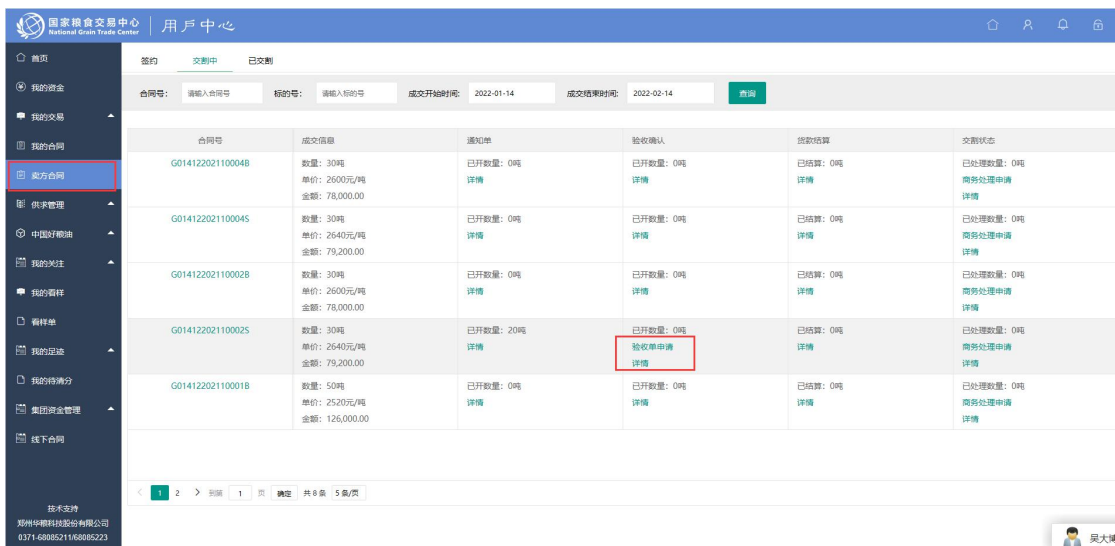 国家粮食交易中心
National Grain Trade Center
用戶中心
首页
我的资金
我的交易
我的合同
卖方合同
供求管理
中国好粮油
我的关注
我的看样
看样单
我的足迹
我的待清分
集团资金管理
线下合同
技术支持
郑州华粮科技股份有限公司
0371-68085211/68085223
签约 交割中 已交割
合同号： 请输入合同号 标的号： 请输入标的号 成交开始时间： 2022-01-14 成交结束时间： 2022-02-14 查询
合同号 成交信息 通知单 验收确认 货款结算 交割状态
G01412202110004B 数量：30吨 已开数量：0吨 已开数量：0吨 已结算：0吨 已处理数量：0吨
单价：2600元/吨 详情 详情 详情 商务处理申请
金额：78,000.00 详情
G01412202110004S 数量：30吨 已开数量：0吨 已开数量：0吨 已结算：0吨 已处理数量：0吨
单价：2640元/吨 详情 详情 详情 商务处理申请
金额：79,200.00 详情
G01412202110002B 数量：30吨 已开数量：0吨 已开数量：0吨 已结算：0吨 已处理数量：0吨
单价：2600元/吨 详情 详情 详情 商务处理申请
金额：78,000.00 详情
G01412202110002S 数量：30吨 已开数量：20吨 已开数量：0吨 已结算：0吨 已处理数量：0吨
单价：2640元/吨 详情 验收单申请 详情 商务处理申请
金额：79,200.00 详情 详情
G01412202110001B 数量：50吨 已开数量：0吨 已开数量：0吨 已结算：0吨 已处理数量：0吨
单价：2520元/吨 详情 详情 详情 商务处理申请
金额：126,000.00 详情
1 2 到第 1 页 确定 共8条 5条/页
吴大